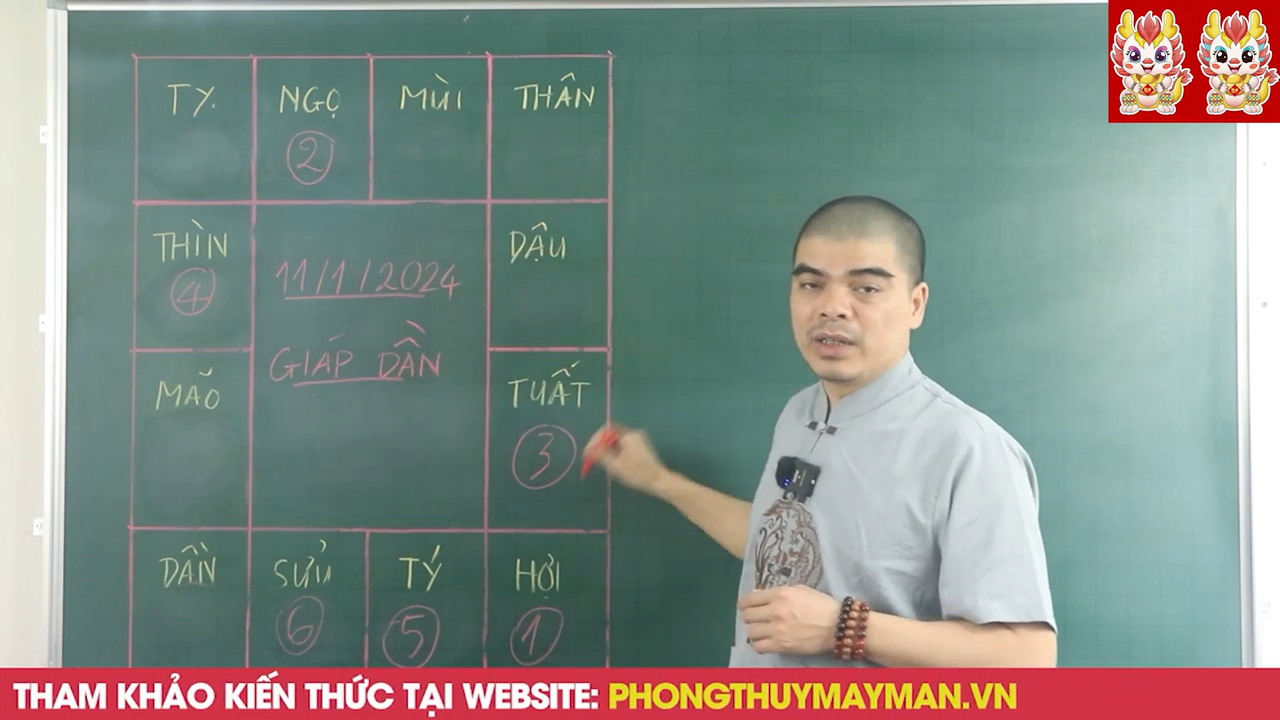 TỴ.
NGỌ
2
MÙI
THÂN
THÌN
4
11/1/2024
GIÁP DẦN
DẬU
MÃO
TUẤT
3
DẦN
SỬU
6
TÝ
5
HỢI
1
THAM KHẢO KIẾN THỨC TẠI WEBSITE: PHONGTHUYMAYMAN.VN